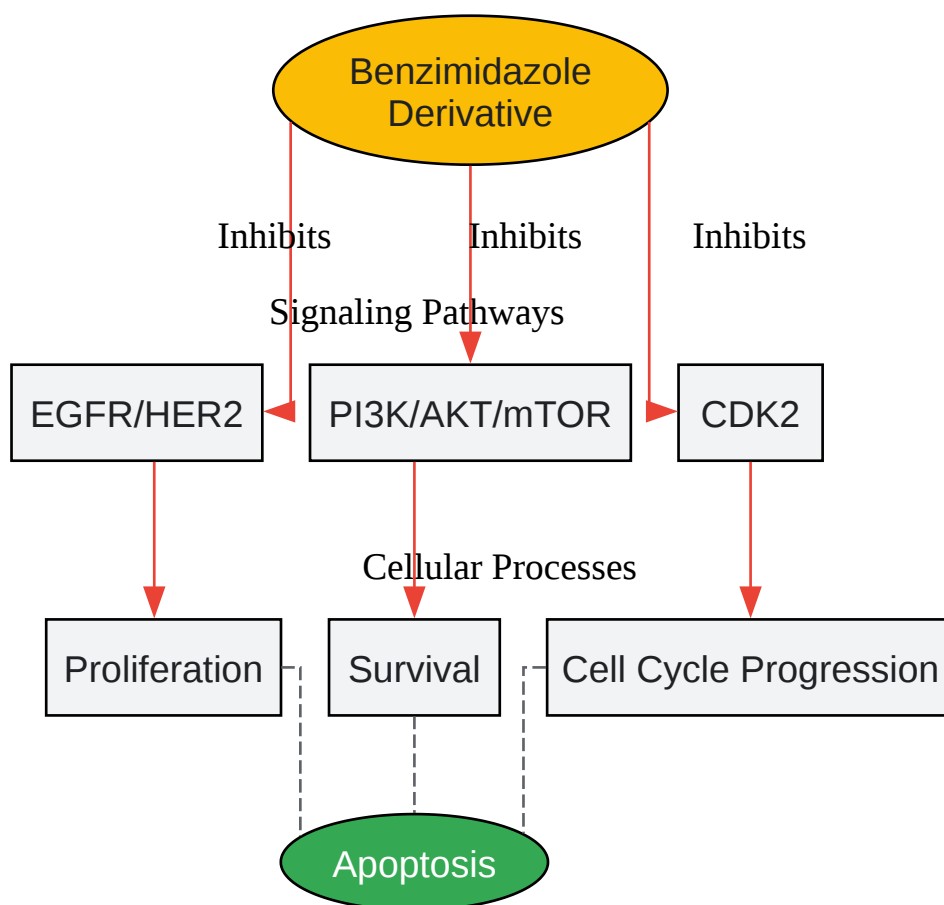 Benzimidazole
Derivative
Inhibits
Inhibits
Inhibits
Signaling Pathways
EGFR/HER2
PI3K/AKT/mTOR
CDK2
Cellular Processes
Proliferation
Survival
Cell Cycle Progression
Apoptosis